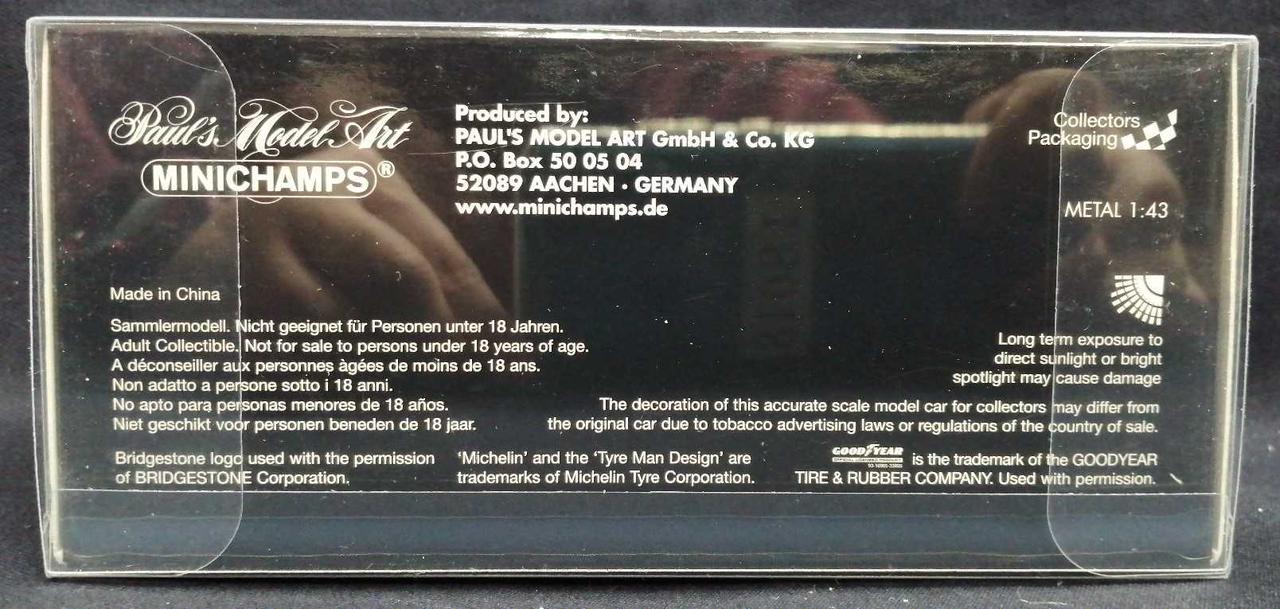 Paul's Model Art
MINICHAMPS®
Produced by:
PAUL'S MODEL ART GmbH & Co. KG
P.O. Box 50 05 04
52089 AACHEN · GERMANY
www.minichamps.de
Collectors
Packaging
METAL 1:43
Made in China
Sammlermodell. Nicht geeignet für Personen unter 18 Jahren.
Adult Collectible. Not for sale to persons under 18 years of age.
A déconseiller aux personnes àgées de moins de 18 ans.
Non adatto a persone sotto i 18 anni.
No apto para personas menores de 18 años.
Niet geschikt voor personen beneden de 18 jaar.
Long term exposure to
direct sunlight or bright
spotlight may cause damage
The decoration of this accurate scale model car for collectors may differ from
the original car due to tobacco advertising laws or regulations of the country of sale.
Bridgestone logo used with the permission
of BRIDGESTONE Corporation.
'Michelin' and the 'Tyre Man Design' are
trademarks of Michelin Tyre Corporation.
GOODYEAR is the trademark of the GOODYEAR
TIRE & RUBBER COMPANY. Used with permission.